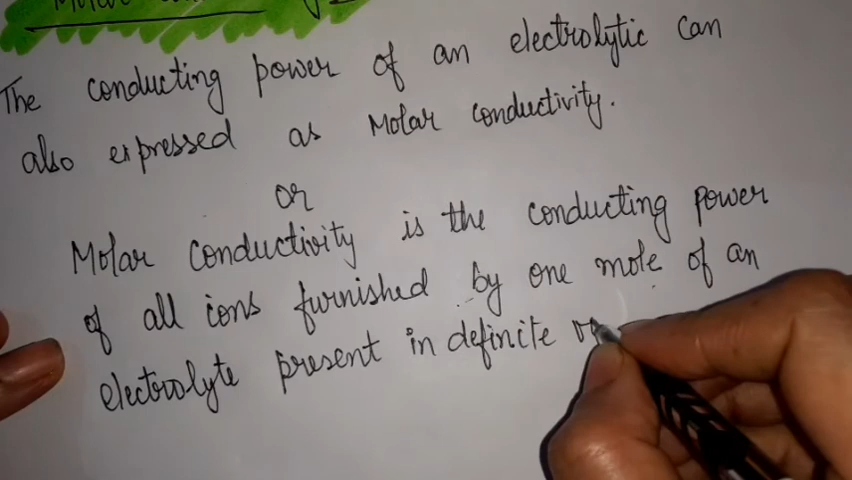 Molar
The conducting power of an electrolytic can
also expressed as Molar conductivity.
or
Molar conductivity is the conducting power
of all ions furnished by one mole of an
electrolyte present in definite